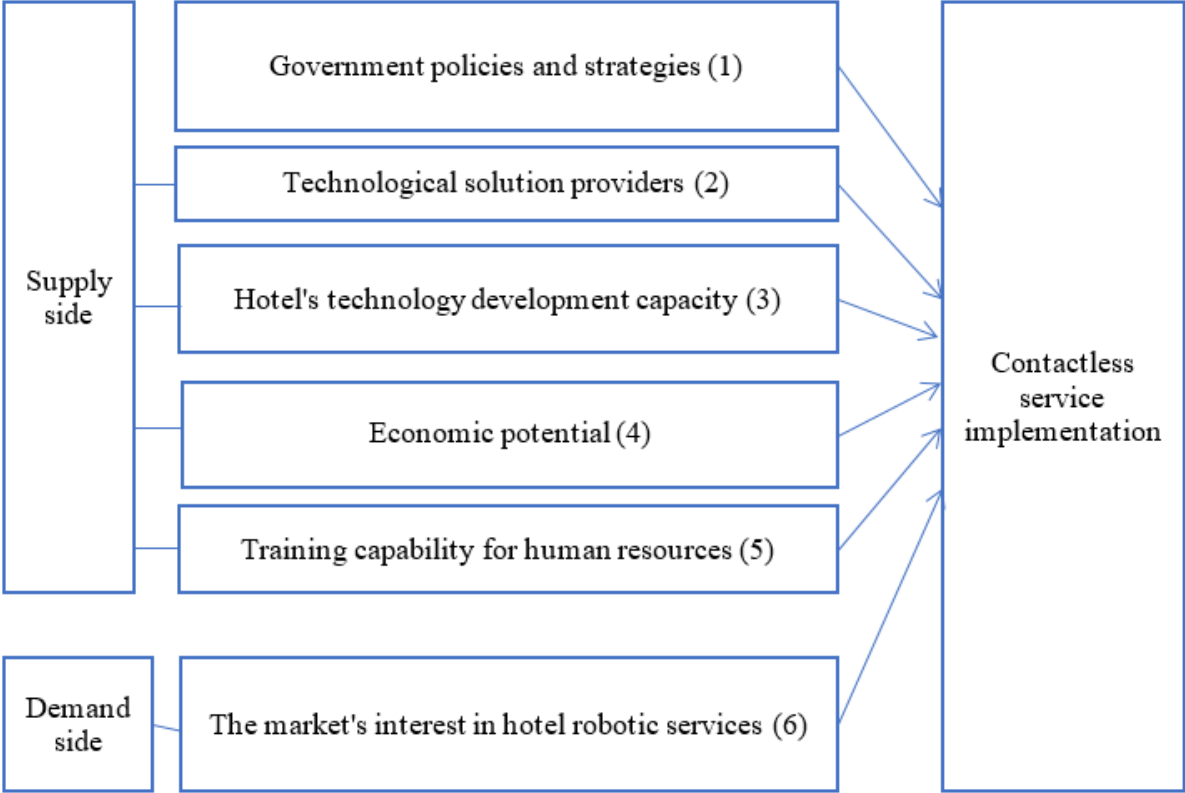 Government policies and strategies (1)
Technological solution providers (2)
Supply
side
Hotel's technology development capacity (3)
Economic potential (4)
Training capability for human resources (5)
Demand
side
The market's interest in hotel robotic services (6)
Contactless
service
implementation